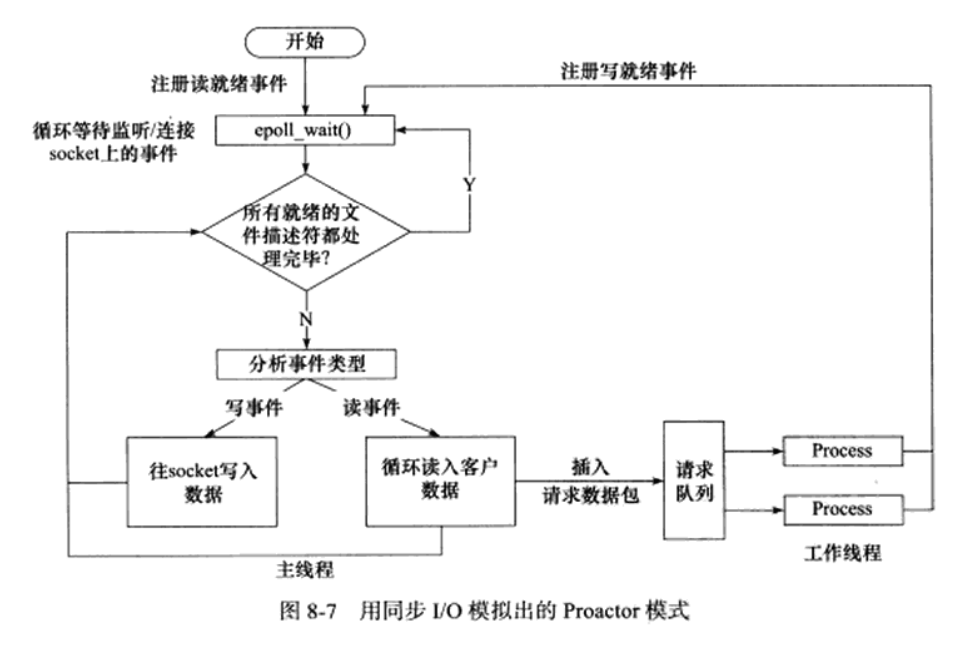 开始
注册读就绪事件
注册写就绪事件
循环等待监听/连接
socket上的事件
epoll_wait()
Y
所有就绪的文
件描述符都处
理完毕?
N
分析事件类型
写事件
读事件
往socket写入
数据
循环读入客户
数据
插入
请求数据包
请求
队列
Process
Process
工作线程
主线程
图 8-7 用同步 I/O 模拟出的 Proactor 模式